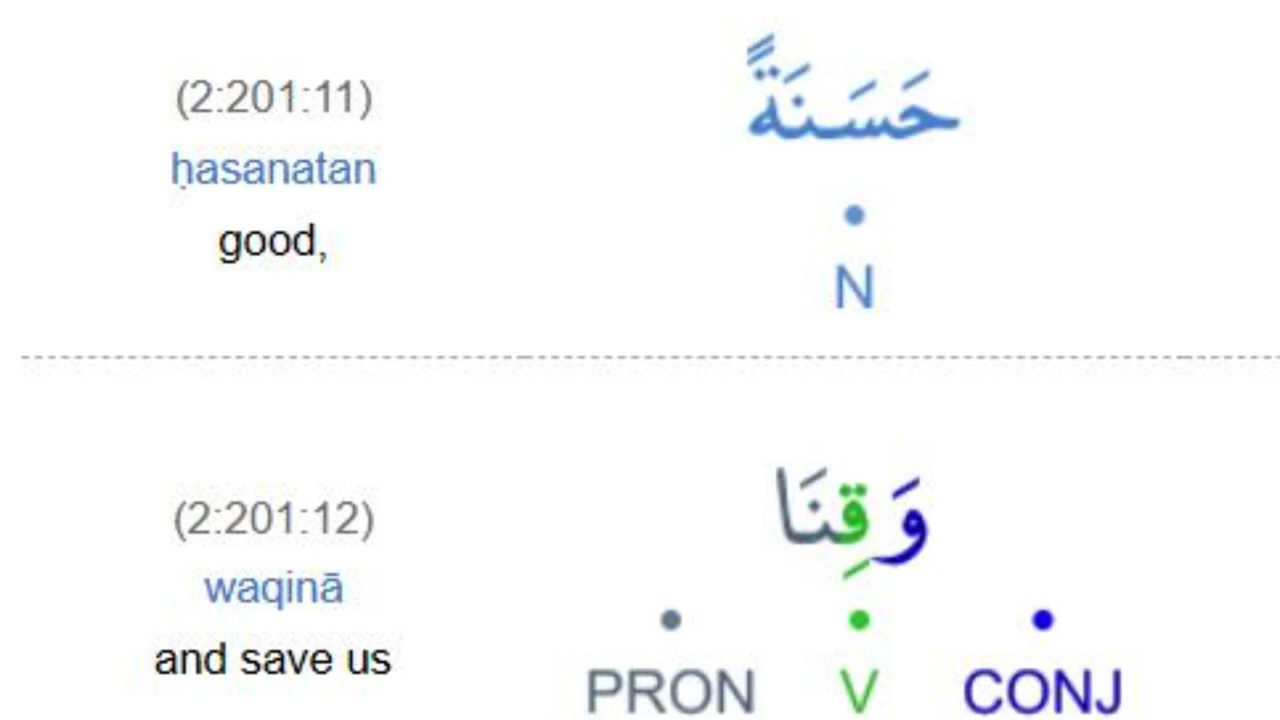 (2:201:11)
ḥasanatan
good,
حَسَنَةً
N
(2:201:12)
waqinā
and save us
وَقِنَا
PRON V CONJ